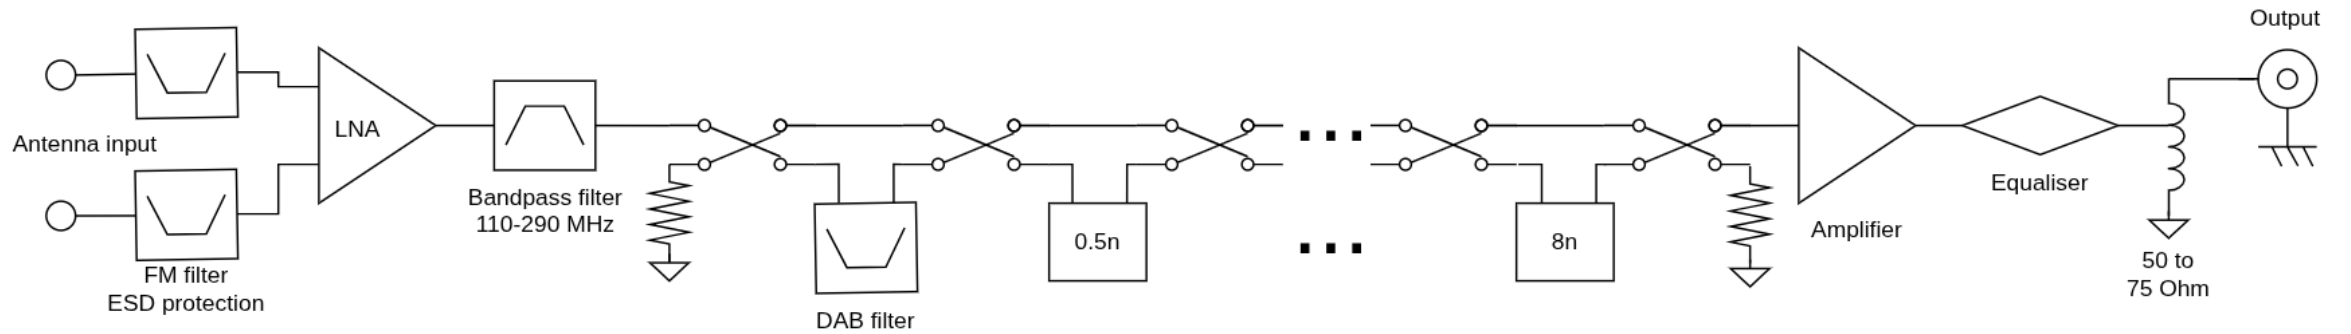 Output
Antenna input
LNA
Bandpass filter
110-290 MHz
FM filter
ESD protection
DAB filter
0.5n
8n
Amplifier
Equaliser
50 to
75 Ohm